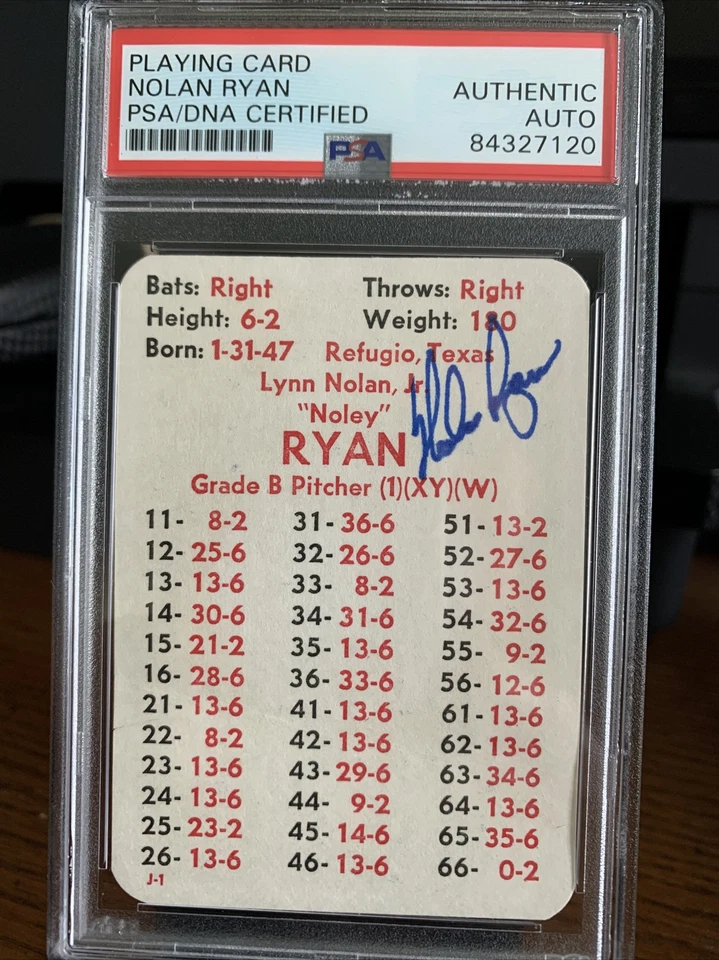 PLAYING CARD
NOLAN RYAN
PSA/DNA CERTIFIED
AUTHENTIC
AUTO
84327120
PSA
Bats: Right Throws: Right
Height: 6-2 Weight: 180
Born: 1-31-47 Refugio, Texas
Lynn Nolan, Jr.
"Noley"
RYAN
Nolan Ryan
Grade B Pitcher (1)(XY)(W)
11- 8-2 31- 36-6 51- 13-2
12- 25-6 32- 26-6 52- 27-6
13- 13-6 33- 8-2 53- 13-6
14- 30-6 34- 31-6 54- 32-6
15- 21-2 35- 13-6 55- 9-2
16- 28-6 36- 33-6 56- 12-6
21- 13-6 41- 13-6 61- 13-6
22- 8-2 42- 13-6 62- 13-6
23- 13-6 43- 29-6 63- 34-6
24- 13-6 44- 9-2 64- 13-6
25- 23-2 45- 14-6 65- 35-6
26- 13-6 46- 13-6 66- 0-2
J-1